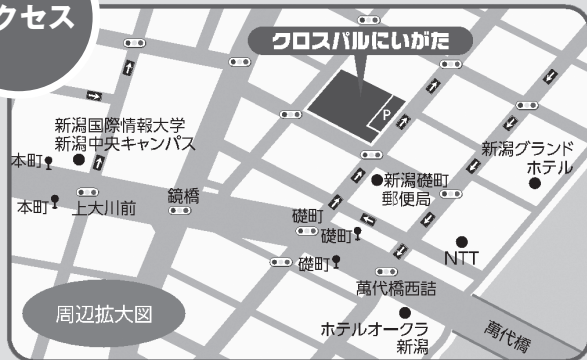 クセス
クロスパルにいがた
P
新潟国際情報大学
新潟中央キャンパス
本町
本町
上大川前
鏡橋
礎町
礎町
礎町
新潟礎町
郵便局
新潟グランド
ホテル
NTT
萬代橋西詰
ホテルオークラ
新潟
萬代橋
周辺拡大図